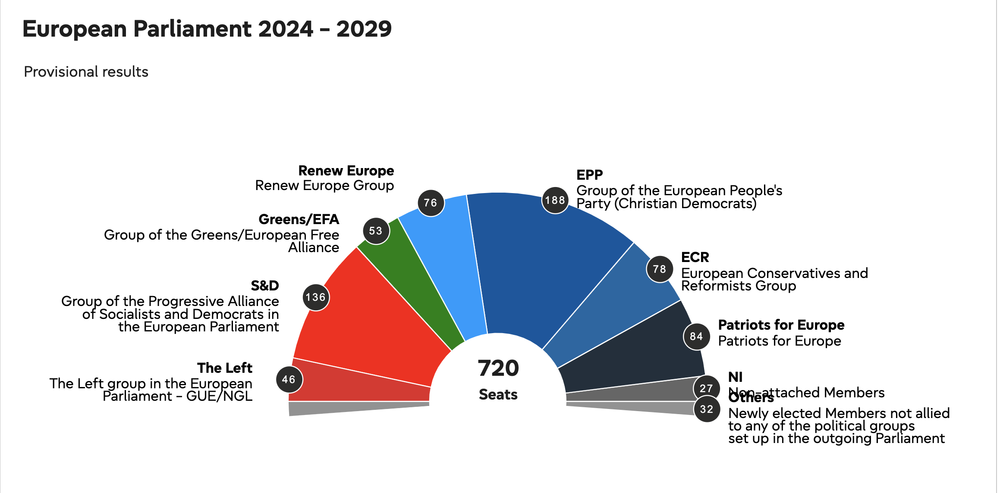 European Parliament 2024 – 2029
Provisional results
Renew Europe
Renew Europe Group
76
EPP
Group of the European People's
Party (Christian Democrats)
188
Greens/EFA
Group of the Greens/European Free
Alliance
53
ECR
European Conservatives and
Reformists Group
78
S&D
Group of the Progressive Alliance
of Socialists and Democrats in
the European Parliament
136
Patriots for Europe
Patriots for Europe
84
The Left
The Left group in the European
Parliament – GUE/NGL
46
720
Seats
NI
Non-attached Members
27
Others
Newly elected Members not allied
to any of the political groups
set up in the outgoing Parliament
32